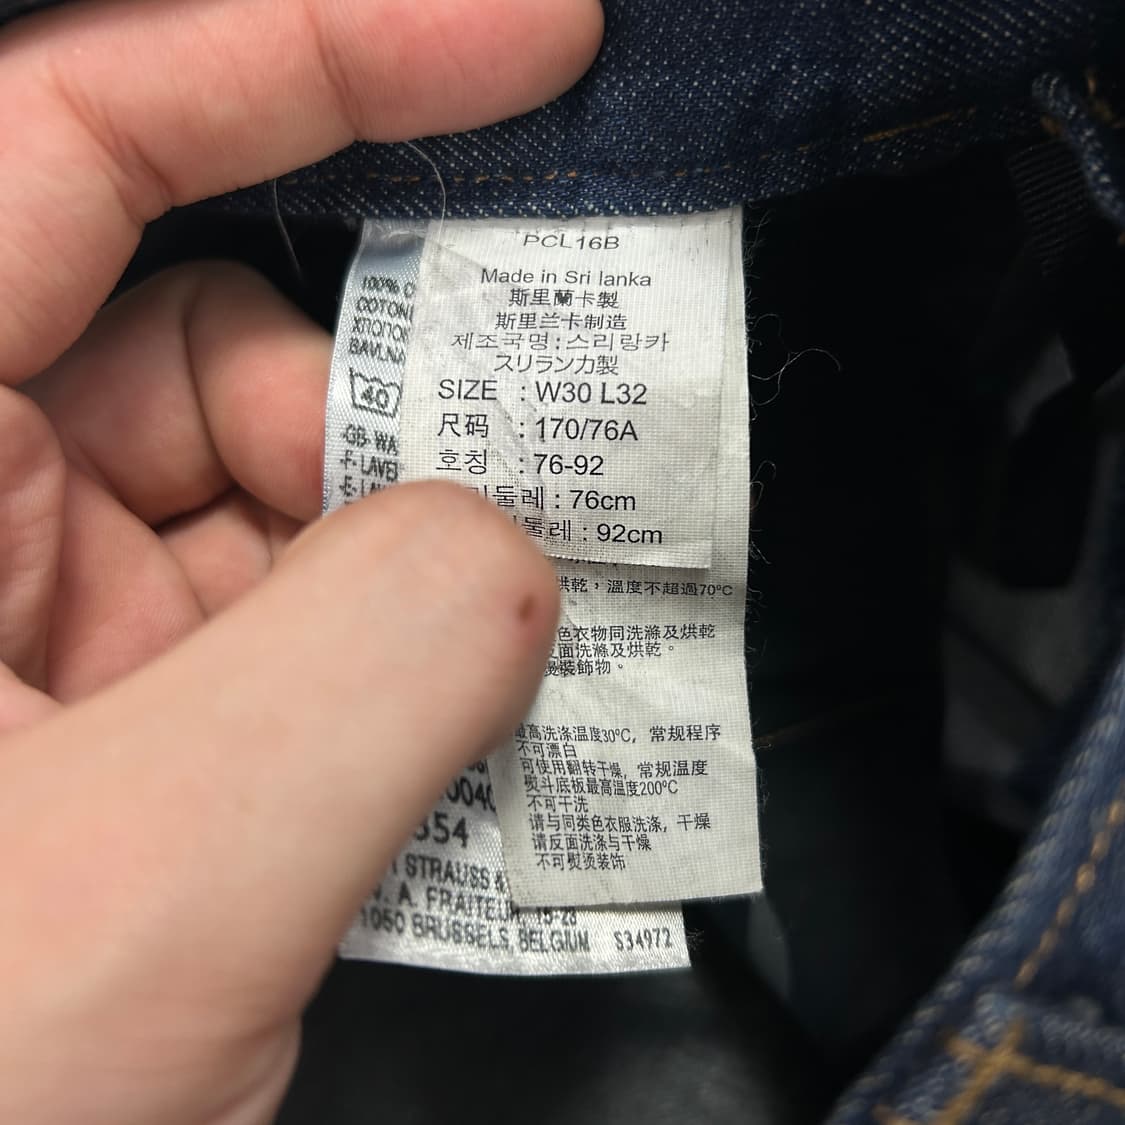 PCL16B
Made in Sri lanka
斯里蘭卡製
斯里兰卡制造
제조국명:스리랑카
スリランカ製
SIZE : W30 L32
尺码 : 170/76A
호칭 : 76-92
둘레 : 76cm
둘레 : 92cm
烘乾，溫度不超過70°C
色衣物同洗滌及烘乾
反面洗滌及烘乾。
裝飾物。
最高洗涤温度30°C, 常规程序
不可漂白
可使用翻转干燥, 常规温度
熨斗底板最高温度200°C
不可干洗
请与同类色衣服洗涤, 干燥
请反面洗涤与干燥
不可熨烫装饰
100% C
COTON
ХЛОПОК
BAVLNA
40
-GB- WA
-F- LAVE
-E- LA
0040
554
STRAUSS &
. A. FRAITEUR 15-23
1050 BRUSSELS, BELGIUM S34972